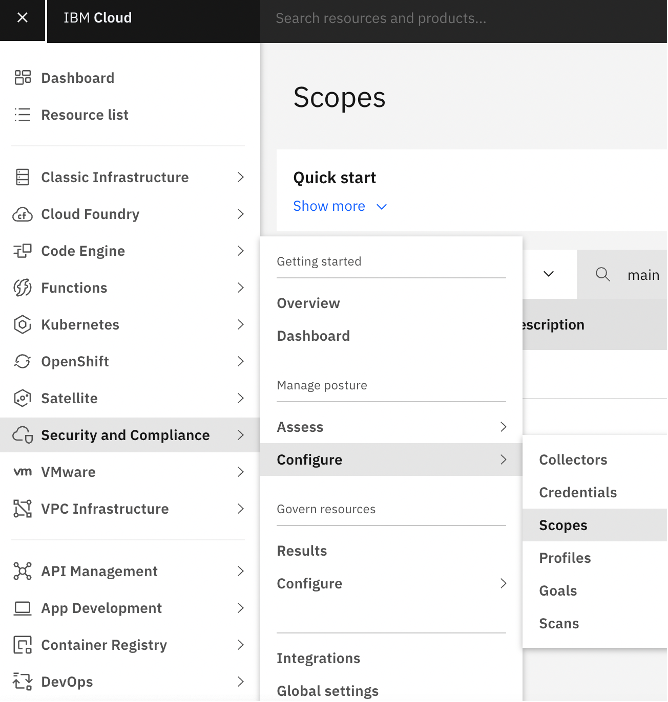 IBM Cloud
Search resources and products...
Dashboard
Resource list
Classic Infrastructure
Cloud Foundry
Code Engine
Functions
Kubernetes
OpenShift
Satellite
Security and Compliance
vm VMware
VPC Infrastructure
API Management
App Development
Container Registry
DevOps
Scopes
Quick start
Show more
main
Getting started
Overview
Dashboard
Manage posture
Assess
Configure
Govern resources
Results
Configure
Integrations
Global settings
Collectors
Credentials
Scopes
Profiles
Goals
Scans